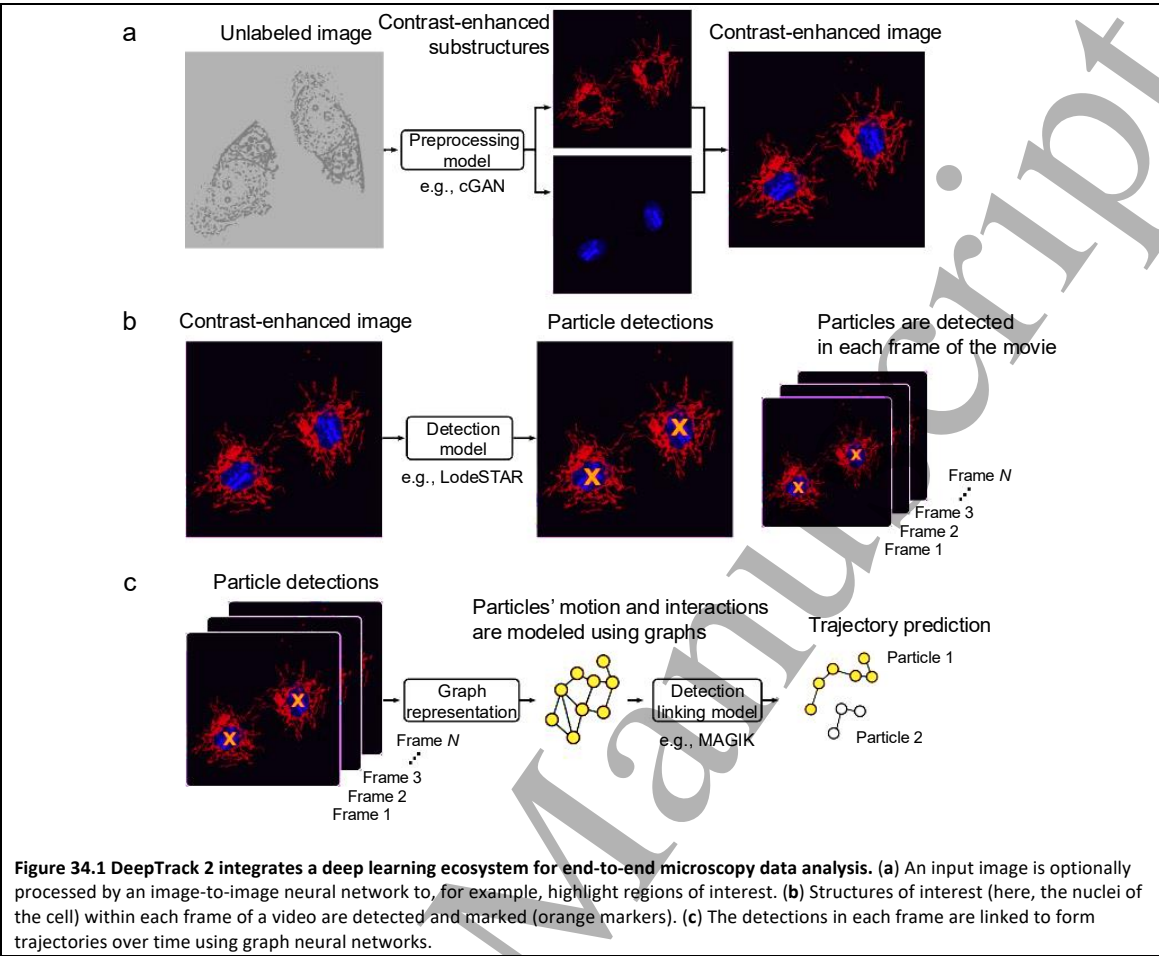 a
Unlabeled image
Contrast-enhanced
substructures
Contrast-enhanced image
Preprocessing
model
e.g., cGAN
b
Contrast-enhanced image
Particle detections
Particles are detected
in each frame of the movie
Detection
model
e.g., LodeSTAR
X
X
X
X
Frame N
Frame 3
Frame 2
Frame 1
c
Particle detections
Particles' motion and interactions
are modeled using graphs
Trajectory prediction
X
X
Graph
representation
Detection
linking model
e.g., MAGIK
Particle 1
Particle 2
Frame N
Frame 3
Frame 2
Frame 1
Figure 34.1 DeepTrack 2 integrates a deep learning ecosystem for end-to-end microscopy data analysis. (a) An input image is optionally
processed by an image-to-image neural network to, for example, highlight regions of interest. (b) Structures of interest (here, the nuclei of
the cell) within each frame of a video are detected and marked (orange markers). (c) The detections in each frame are linked to form
trajectories over time using graph neural networks.
Manuscript